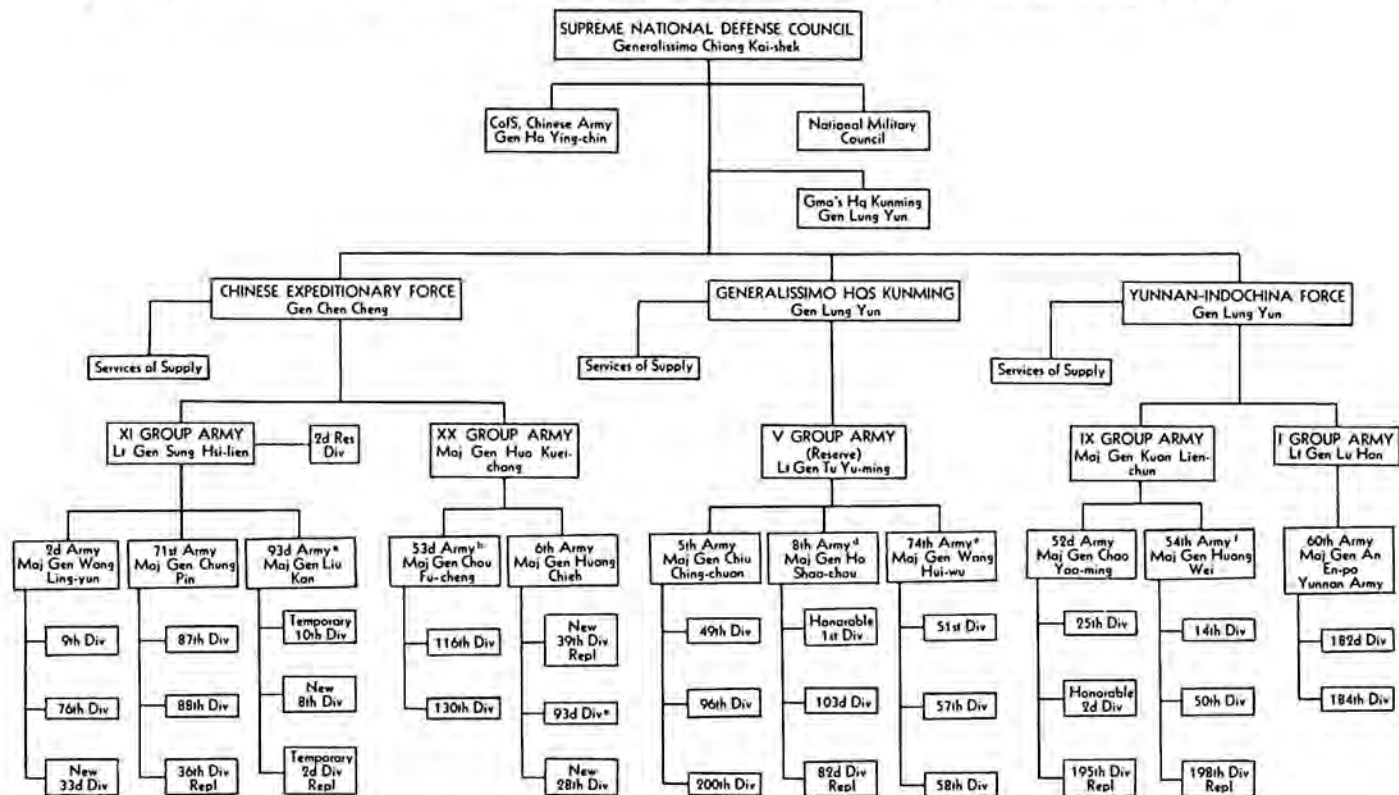 SUPREME NATIONAL DEFENSE COUNCIL
Generalissimo Chiang Kai-shek
CofS, Chinese Army
Gen Ho Ying-chin
National Military
Council
Gmo's Hq Kunming
Gen Lung Yun
CHINESE EXPEDITIONARY FORCE
Gen Chen Cheng
GENERALISSIMO HQS KUNMING
Gen Lung Yun
YUNNAN-INDOCHINA FORCE
Gen Lung Yun
Services of Supply
Services of Supply
Services of Supply
XI GROUP ARMY
Lt Gen Sung Hsi-lien
2d Res
Div
XX GROUP ARMY
Maj Gen Huo Kuei-
chang
V GROUP ARMY
(Reserve)
Lt Gen Tu Yu-ming
IX GROUP ARMY
Maj Gen Kuan Lien-
chun
I GROUP ARMY
Lt Gen Lu Han
2d Army
Maj Gen Wang
Ling-yun
9th Div
76th Div
New
33d Div
71st Army
Maj Gen Chung
Pin
87th Div
88th Div
36th Div
Repl
93d Army a
Maj Gen Liu
Kan
Temporary
10th Div
New
8th Div
Temporary
2d Div
Repl
53d Army b
Maj Gen Chou
Fu-cheng
116th Div
130th Div
6th Army
Maj Gen Huang
Chieh
New
39th Div
Repl
93d Div
New
28th Div
5th Army
Maj Gen Chiu
Ching-chuan
49th Div
96th Div
200th Div
8th Army d
Maj Gen Ho
Shao-chou
Honorable
1st Div
103d Div
82d Div
Repl
74th Army e
Maj Gen Wang
Hui-wu
51st Div
57th Div
58th Div
52d Army
Maj Gen Chao
Yao-ming
25th Div
Honorable
2d Div
195th Div
Repl
54th Army f
Maj Gen Huang
Wei
14th Div
50th Div
198th Div
Repl
60th Army
Maj Gen An
En-po
Yunnan Army
182d Div
184th Div